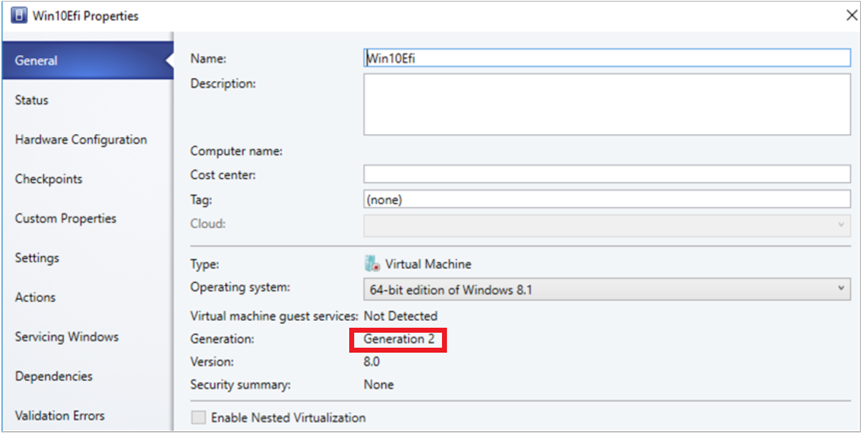 Win10Efi Properties
General
Status
Hardware Configuration
Checkpoints
Custom Properties
Settings
Actions
Servicing Windows
Dependencies
Validation Errors
Name: Win10Efi
Description:
Computer name:
Cost center:
Tag: (none)
Cloud:
Type: Virtual Machine
Operating system: 64-bit edition of Windows 8.1
Virtual machine guest services: Not Detected
Generation: Generation 2
Version: 8.0
Security summary: None
Enable Nested Virtualization